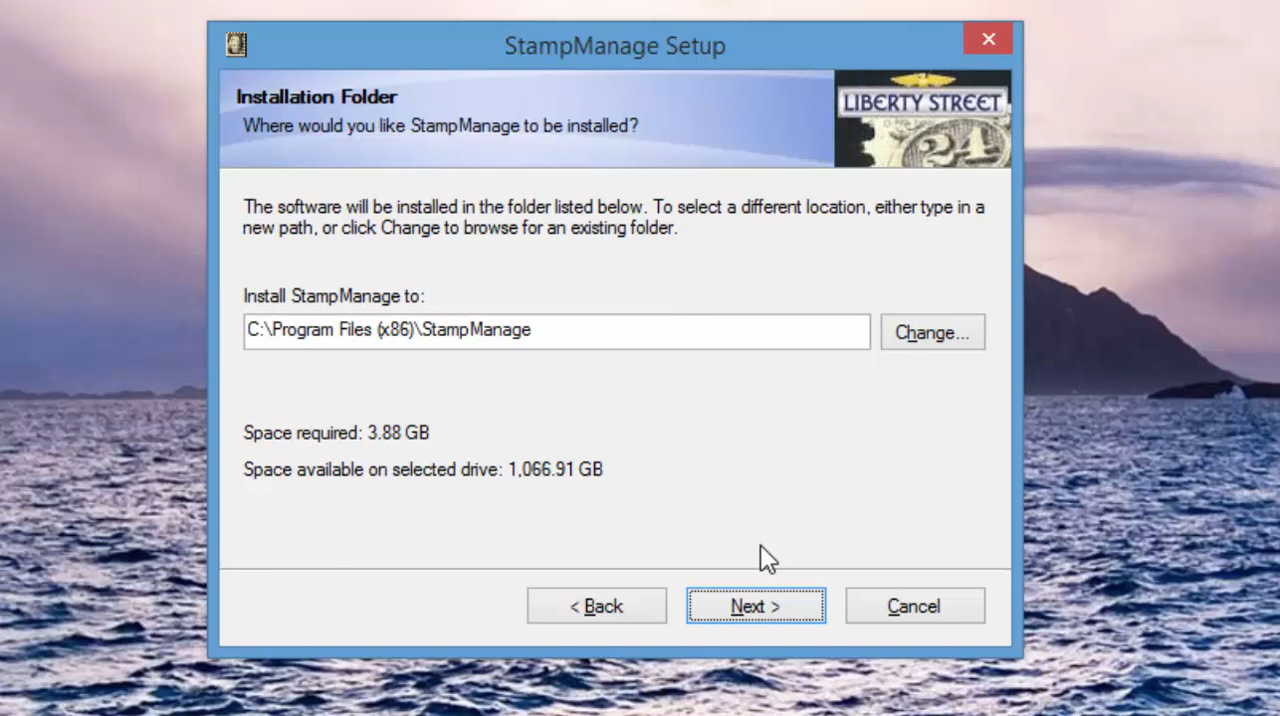 StampManage Setup
Installation Folder
Where would you like StampManage to be installed?
LIBERTY STREET
24
The software will be installed in the folder listed below. To select a different location, either type in a
new path, or click Change to browse for an existing folder.
Install StampManage to:
C:\Program Files (x86)\StampManage
Change...
Space required: 3.88 GB
Space available on selected drive: 1,066.91 GB
< Back
Next >
Cancel